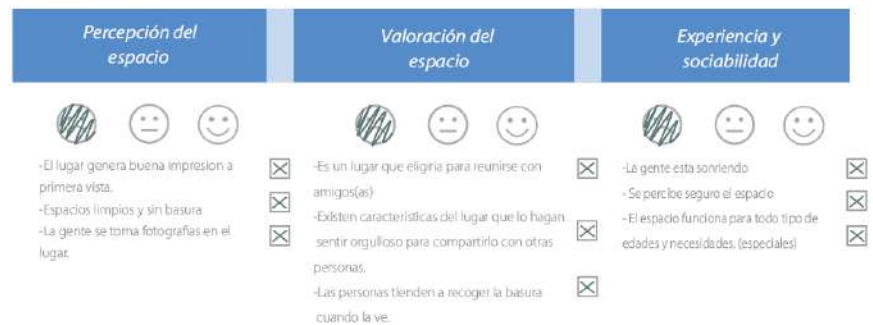 Percepción del
espacio
Valoración del
espacio
Experiencia y
sociabilidad
-El lugar genera buena impresion a
primera vista.
-Espacios limpios y sin basura
-La gente se toma fotografias en el
lugar.
-Es un lugar que eligiria para reunirse con
amigos(as)
-Existen caracteristicas del lugar que lo hagan
sentir orgulloso para compartirlo con otras
personas.
-Las personas tienden a recoger la basura
cuando la ve.
-La gente esta sonriendo
- Se percibe seguro el espacio
- El espacio funciona para todo tipo de
edades y necesidades. (especiales)